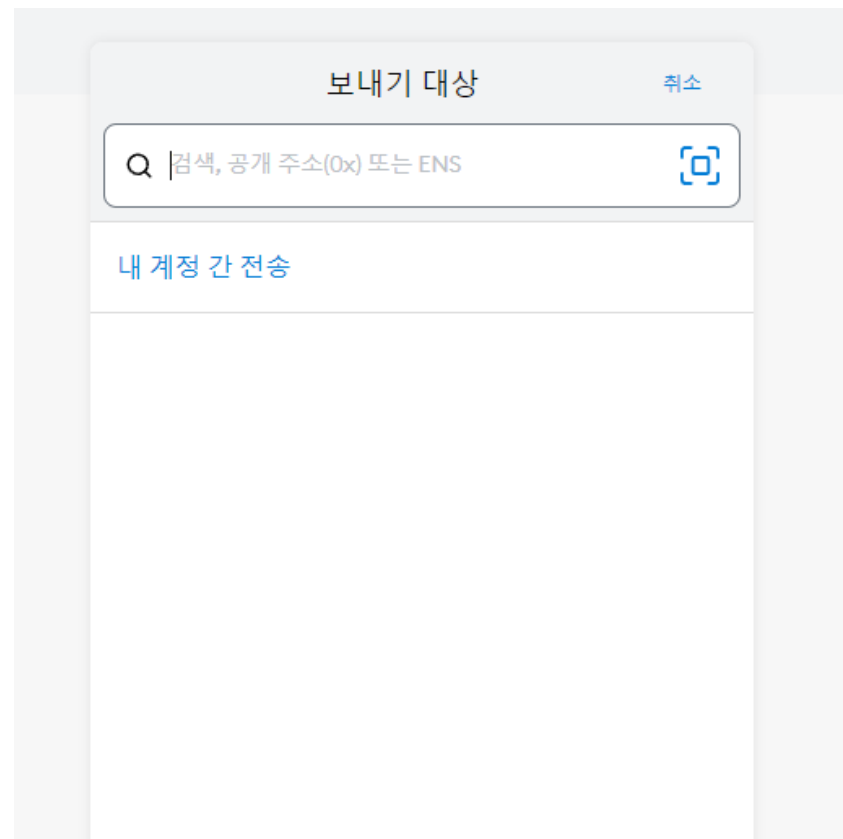 보내기 대상 취소
검색, 공개 주소(0x) 또는 ENS
내 계정 간 전송